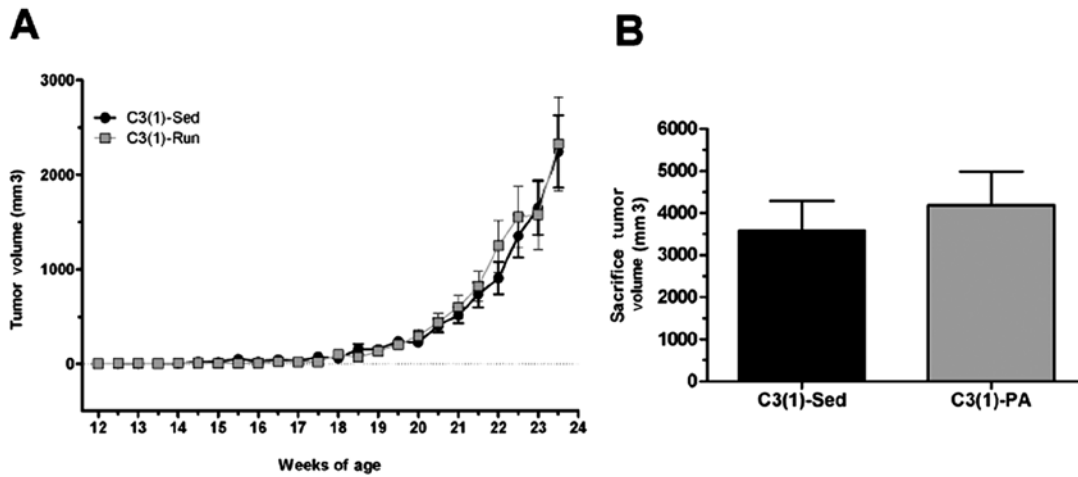 A
Tumor volume (mm3)
3000
2000
1000
0
C3(1)-Sed
C3(1)-Run
12 13 14 15 16 17 18 19 20 21 22 23 24
Weeks of age
B
Sacrifice tumor
volume (mm3)
6000
5000
4000
3000
2000
1000
0
C3(1)-Sed C3(1)-PA